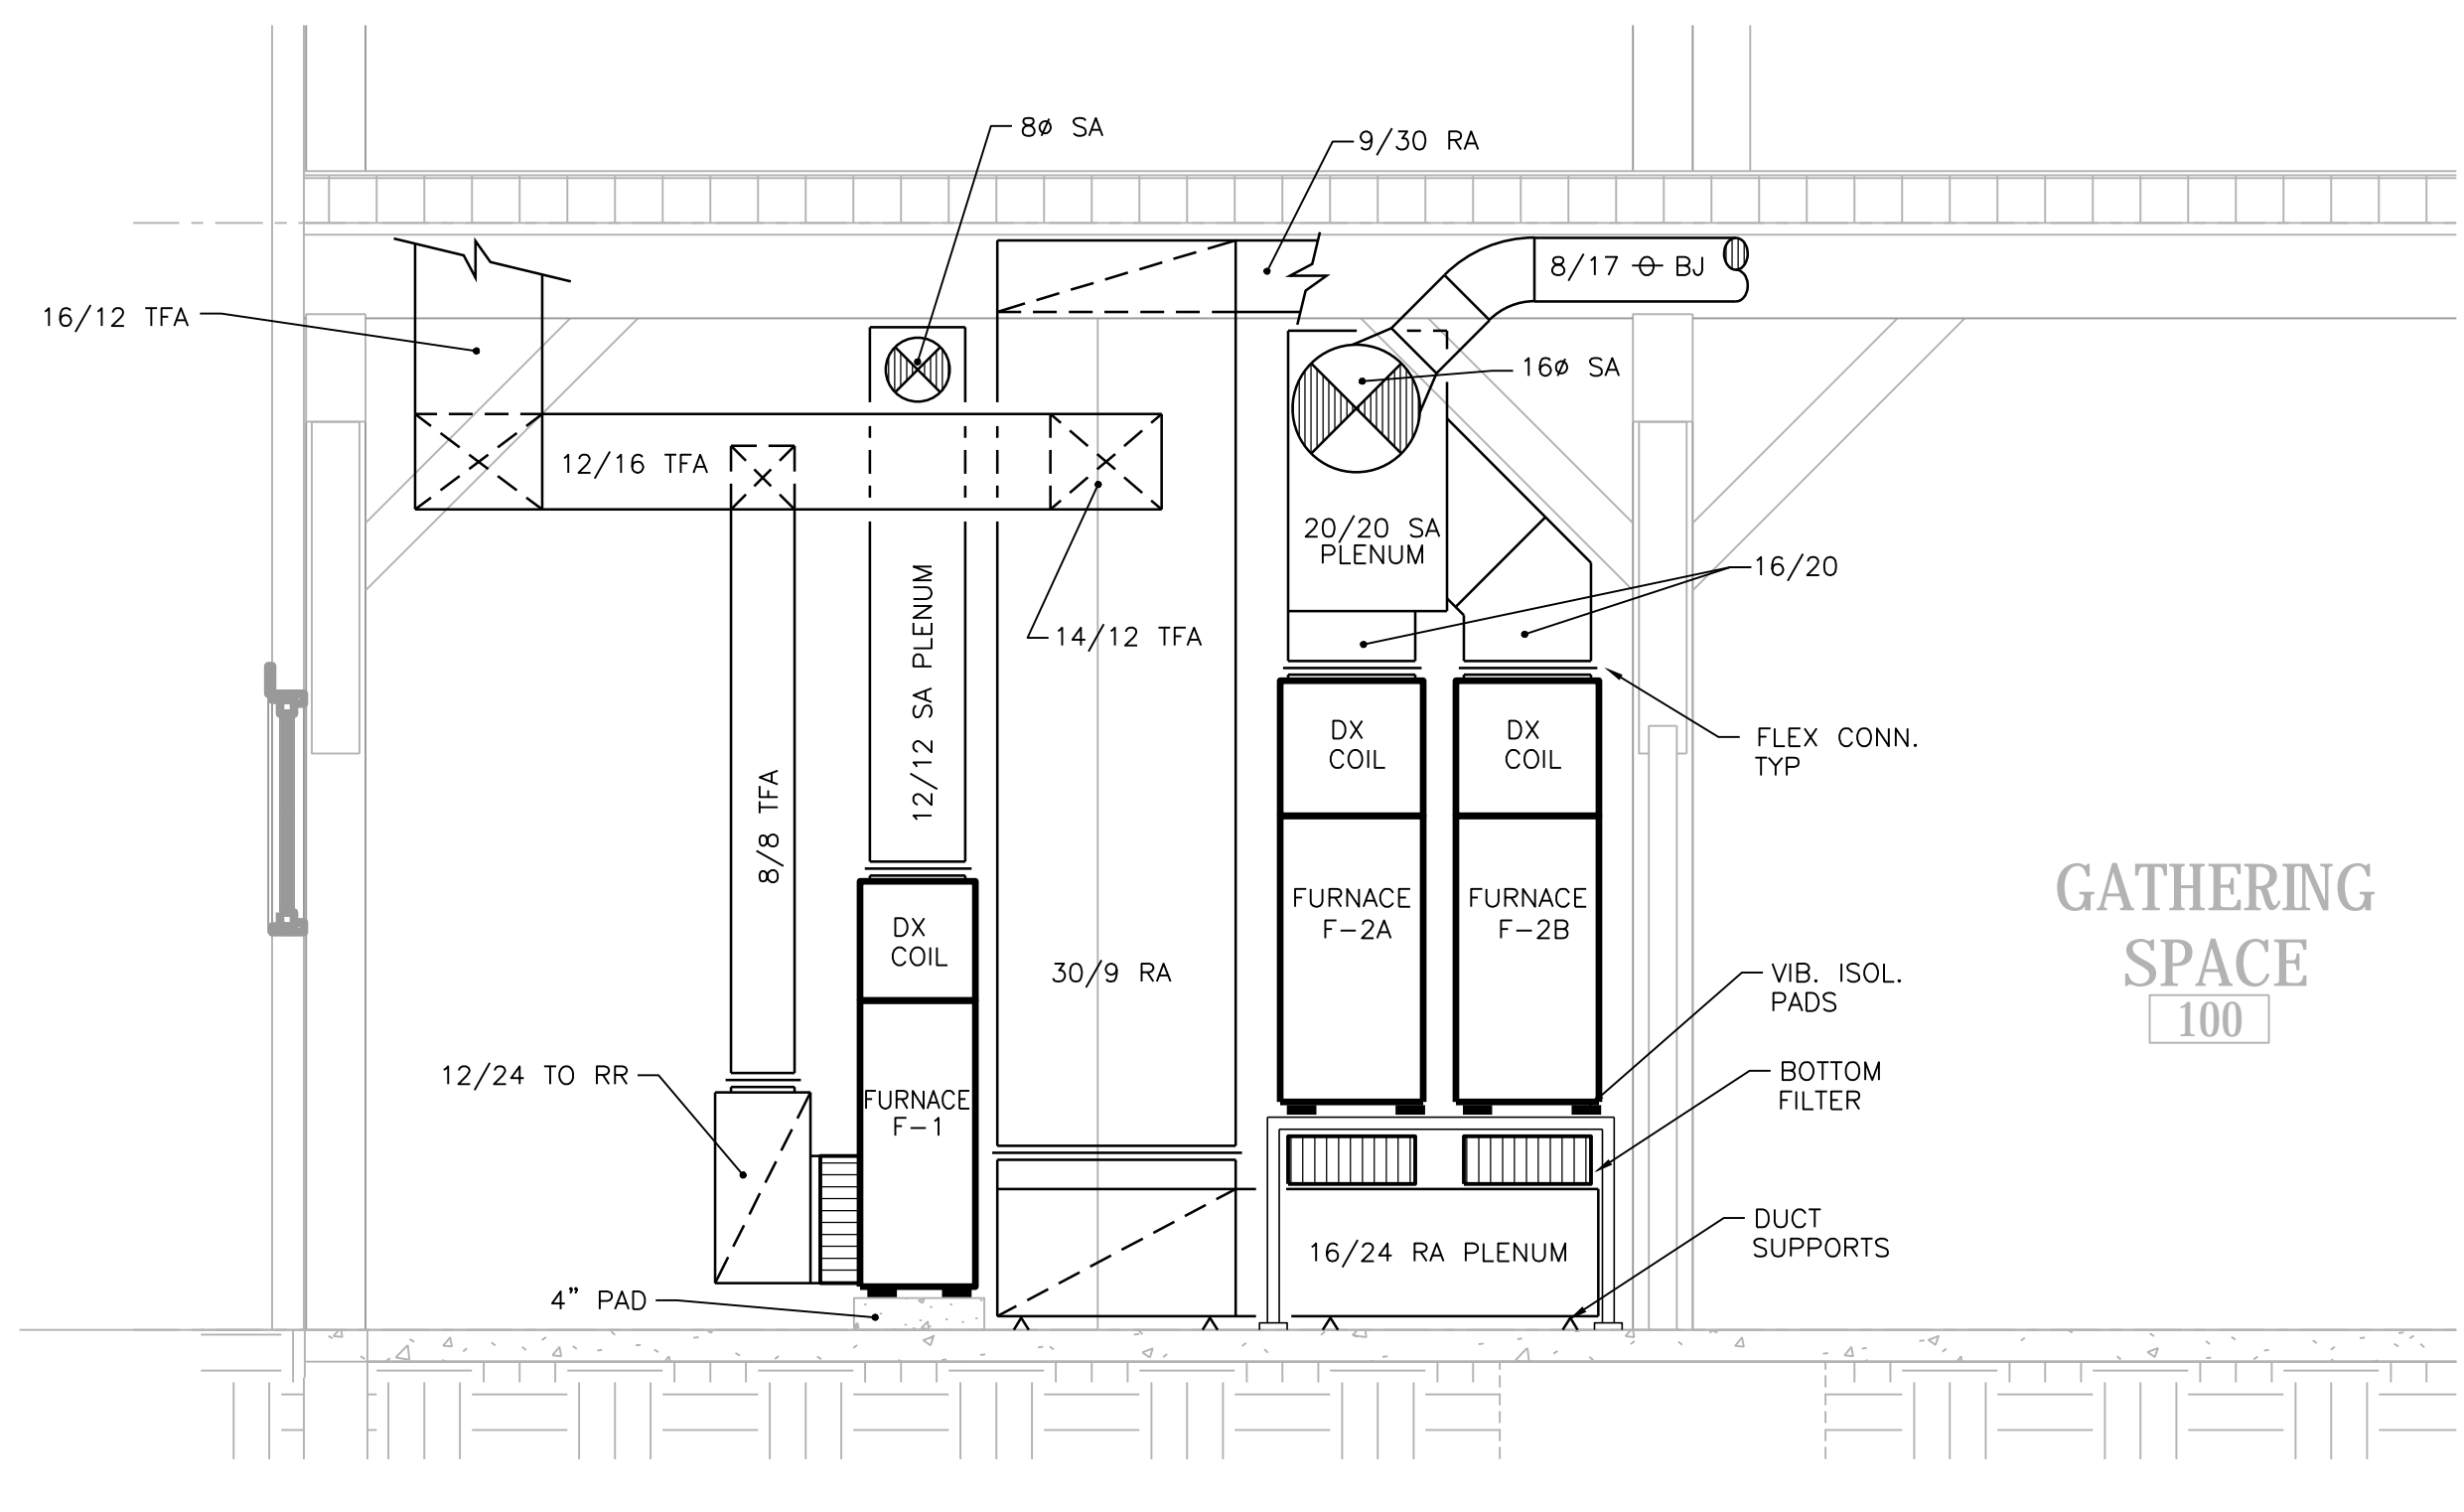 8ø SA
9/30 RA
8/17 ⦵ BJ
16/12 TFA
16ø SA
12/16 TFA
20/20 SA
PLENUM
16/20
14/12 TFA
12/12 SA PLENUM
8/8 TFA
DX
COIL
DX
COIL
FLEX CONN.
TYP
FURNACE
F-2A
FURNACE
F-2B
GATHERING
SPACE
100
DX
COIL
30/9 RA
VIB. ISOL.
PADS
12/24 TO RR
FURNACE
F-1
BOTTOM
FILTER
DUCT
SUPPORTS
16/24 RA PLENUM
4" PAD